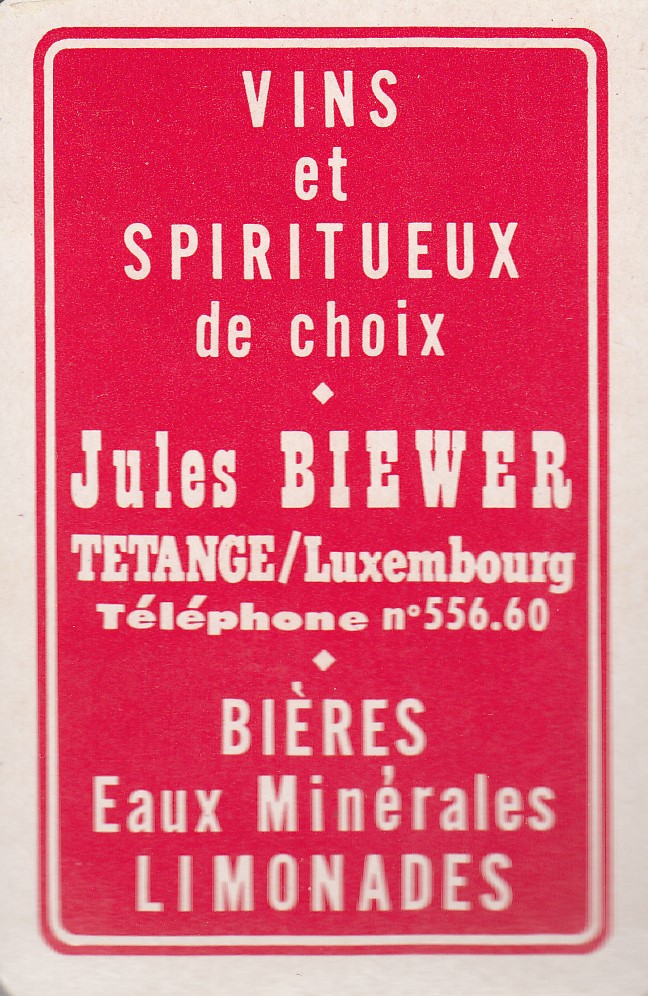 VINS
et
SPIRITUEUX
de choix
Jules BIEWER
TETANGE/Luxembourg
Téléphone n°556.60
BIÈRES
Eaux Minérales
LIMONADES